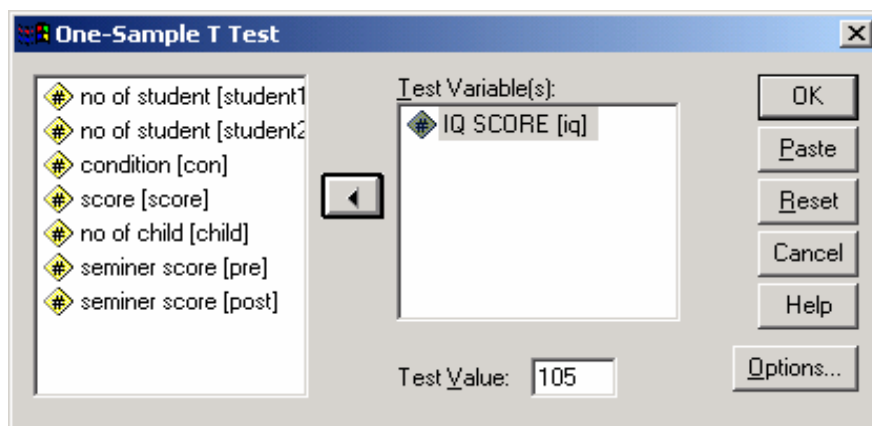 One-Sample T Test
no of student [student1
no of student [student2
condition [con]
score [score]
no of child [child]
seminer score [pre]
seminer score [post]
Test Variable(s):
IQ SCORE [iq]
Test Value: 105
OK
Paste
Reset
Cancel
Help
Options...